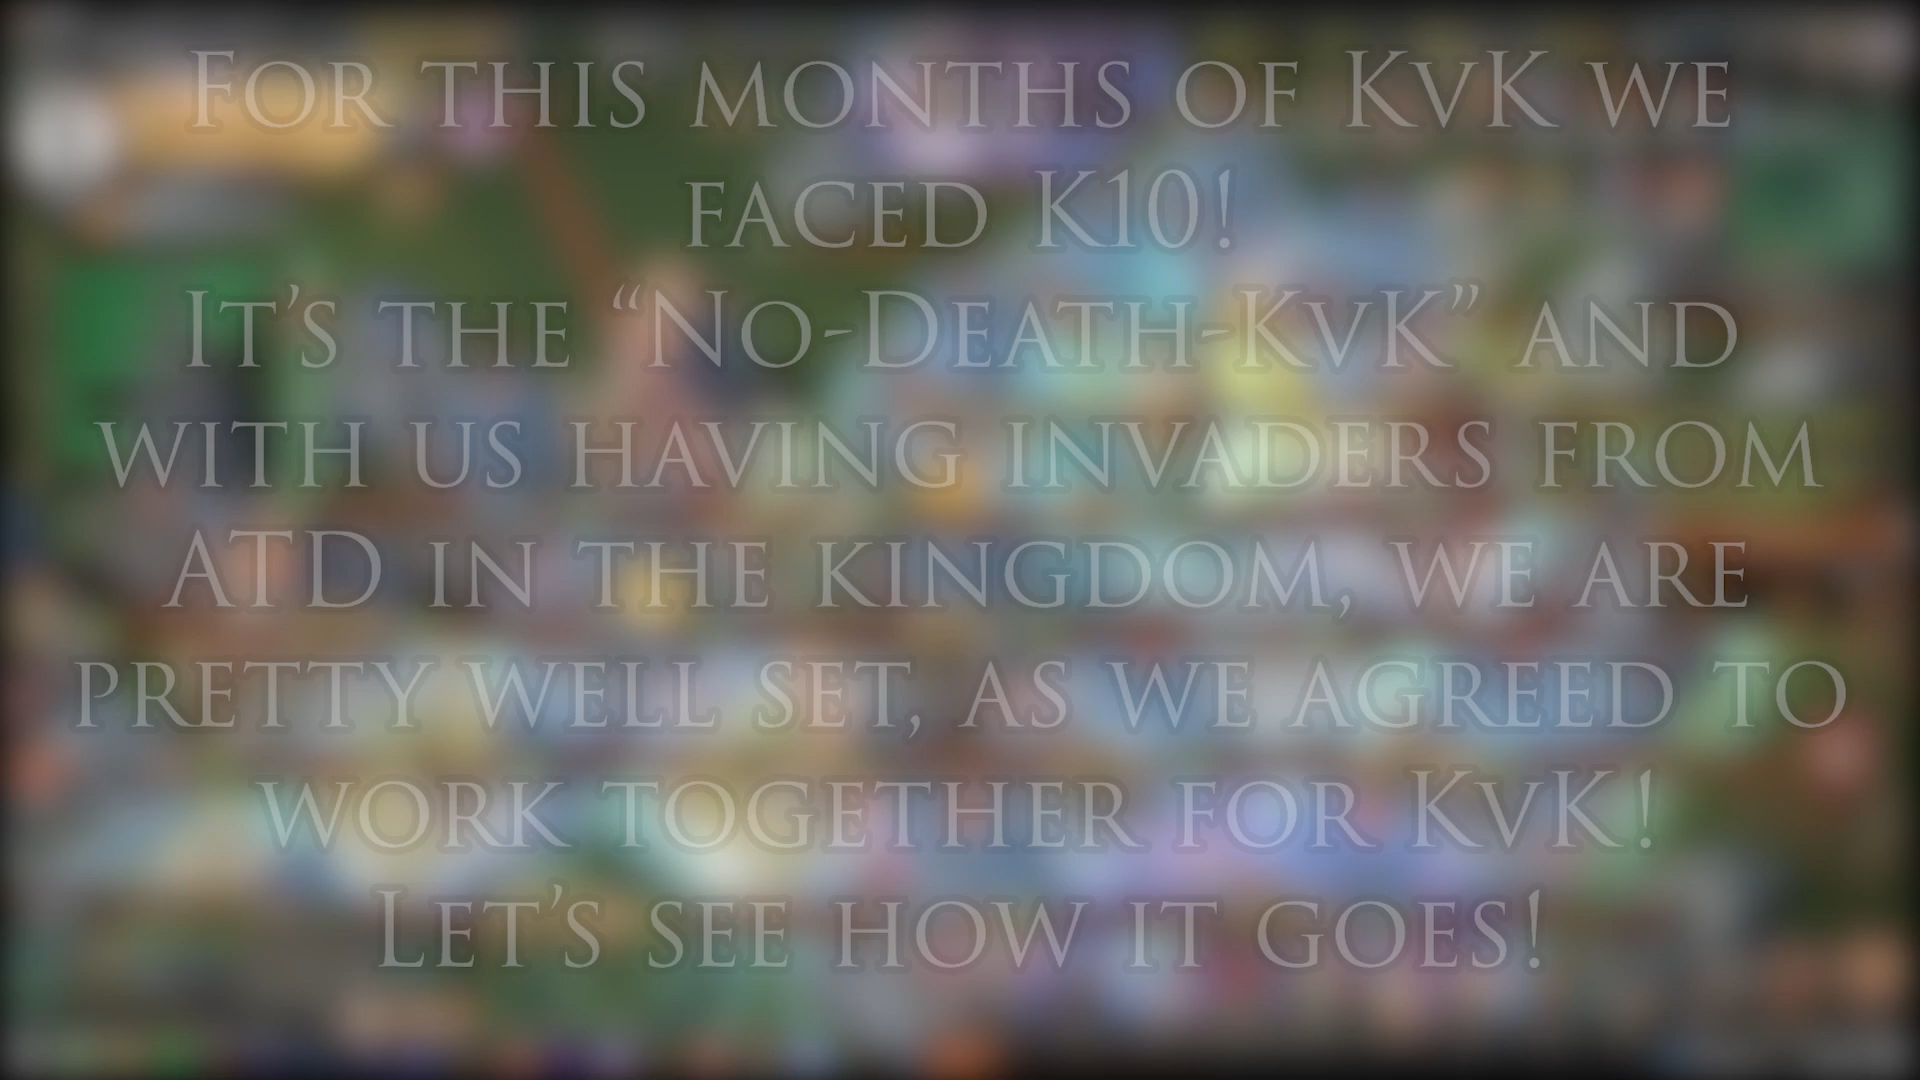 For this months of KvK we
faced K10!
It’s the “No-Death-KvK” and
with us having invaders from
ATD in the kingdom, we are
pretty well set, as we agreed to
work together for KvK!
Let’s see how it goes!